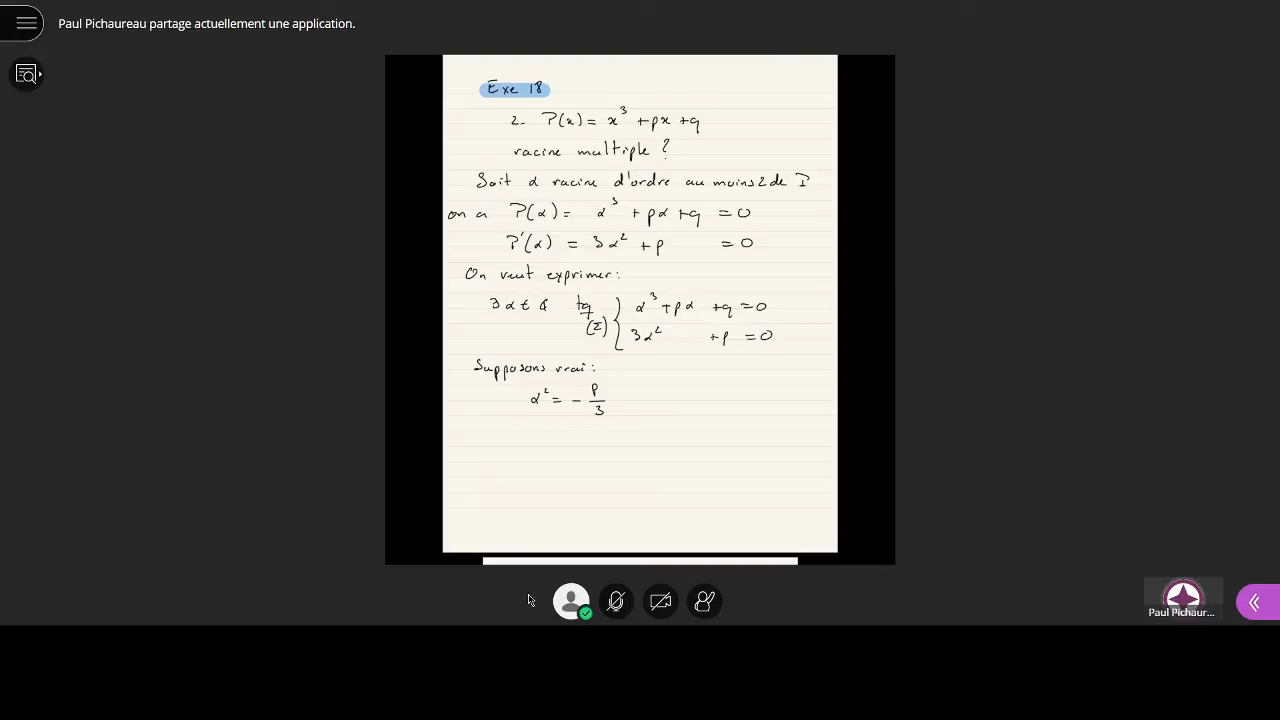 Paul Pichaureau partage actuellement une application.
Exe 18
2- P(x) = x³ + px + q
racine multiple ?
Soit α racine d'ordre au moins 2 de P
on a P(α) = α³ + pα + q = 0
P'(α) = 3α² + p = 0
On veut exprimer :
∃ α ∈ ℂ tq (Σ) { α³ + pα + q = 0
3α² + p = 0
Supposons vrai :
α² = - p/3
Paul Pichaur...